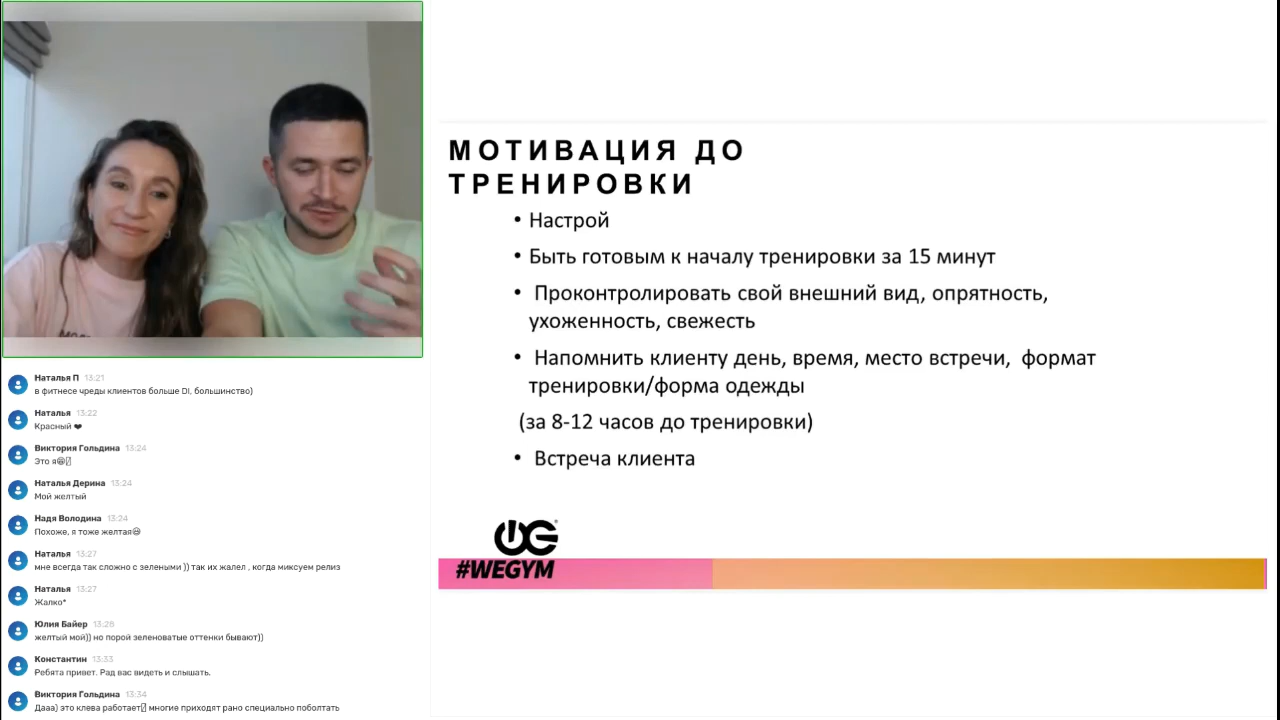 МОТИВАЦИЯ ДО
ТРЕНИРОВКИ
• Настрой
• Быть готовым к началу тренировки за 15 минут
• Проконтролировать свой внешний вид, опрятность,
ухоженность, свежесть
• Напомнить клиенту день, время, место встречи, формат
тренировки/форма одежды
(за 8-12 часов до тренировки)
• Встреча клиента
#WEGYM
Наталья П 13:21
в фитнесе чреды клиентов больше DI, большинство)
Наталья 13:22
Красный ❤
Виктория Гольдина 13:24
Это я😁
Наталья Дерина 13:24
Мой желтый
Надя Володина 13:24
Похоже, я тоже желтая😅
Наталья 13:27
мне всегда так сложно с зелеными )) так их жалел , когда миксуем релиз
Наталья 13:27
Жалко*
Юлия Байер 13:28
желтый мой)) но порой зеленоватые оттенки бывают))
Константин 13:33
Ребята привет. Рад вас видеть и слышать.
Виктория Гольдина 13:34
Дааа) это клева работает многие приходят рано специально поболтать